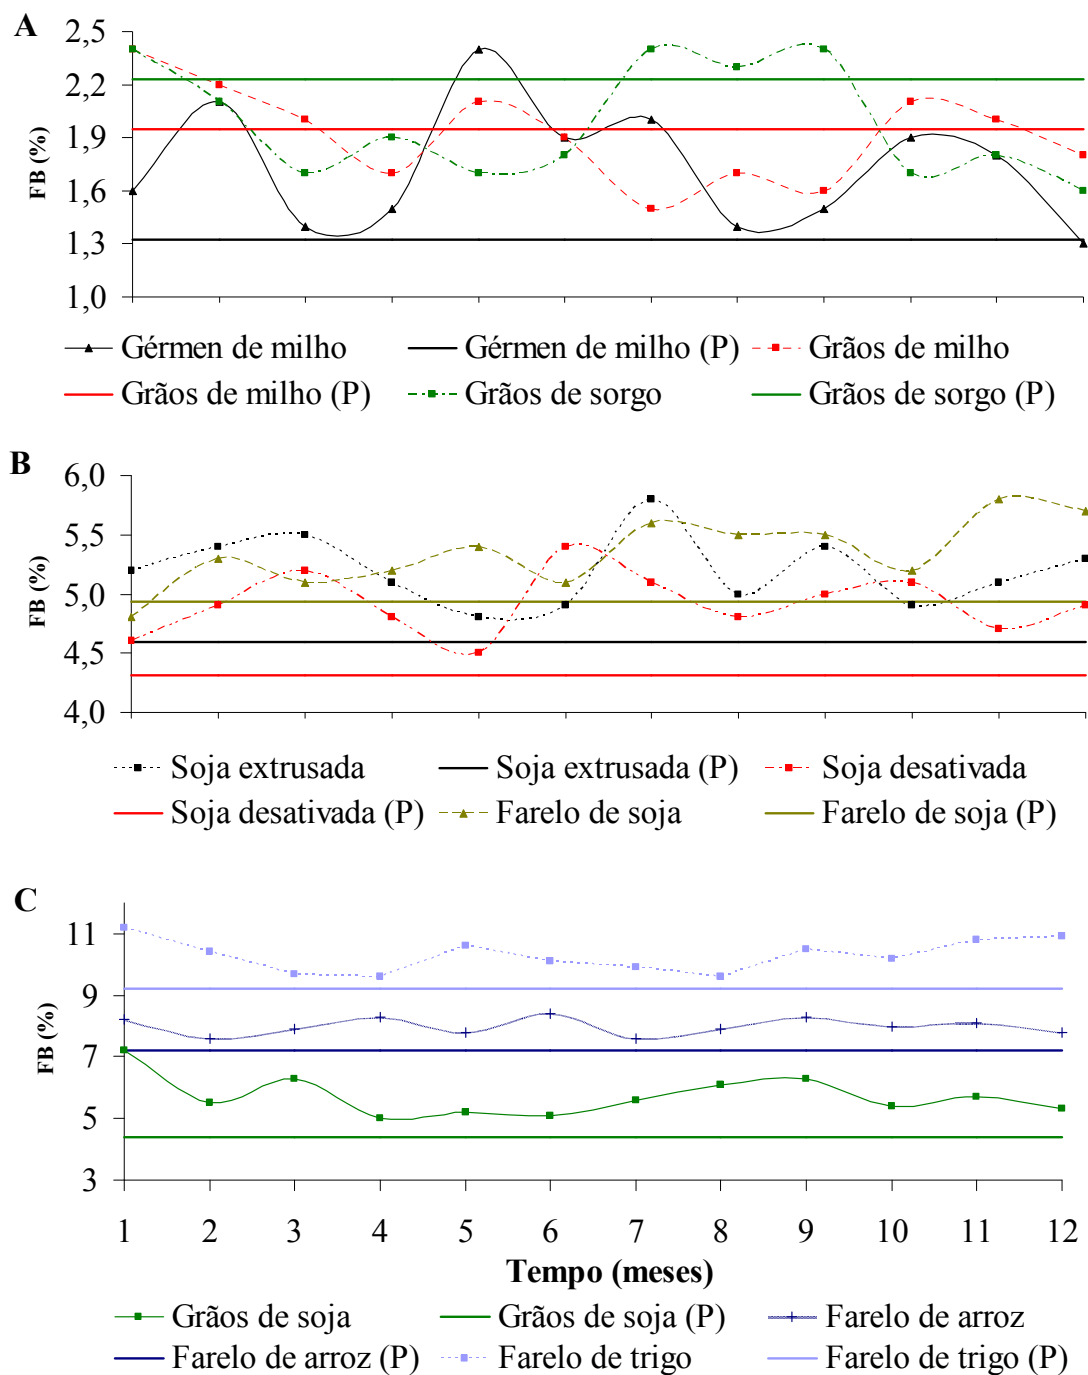 A
2,5
2,2
1,9
1,6
1,3
1,0
FB (%)
Gérmen de milho Gérmen de milho (P) Grãos de milho
Grãos de milho (P) Grãos de sorgo Grãos de sorgo (P)
B
6,0
5,5
5,0
4,5
4,0
FB (%)
Soja extrusada Soja extrusada (P) Soja desativada
Soja desativada (P) Farelo de soja Farelo de soja (P)
C
11
9
7
5
3
FB (%)
1 2 3 4 5 6 7 8 9 10 11 12
Tempo (meses)
Grãos de soja Grãos de soja (P) Farelo de arroz
Farelo de arroz (P) Farelo de trigo Farelo de trigo (P)